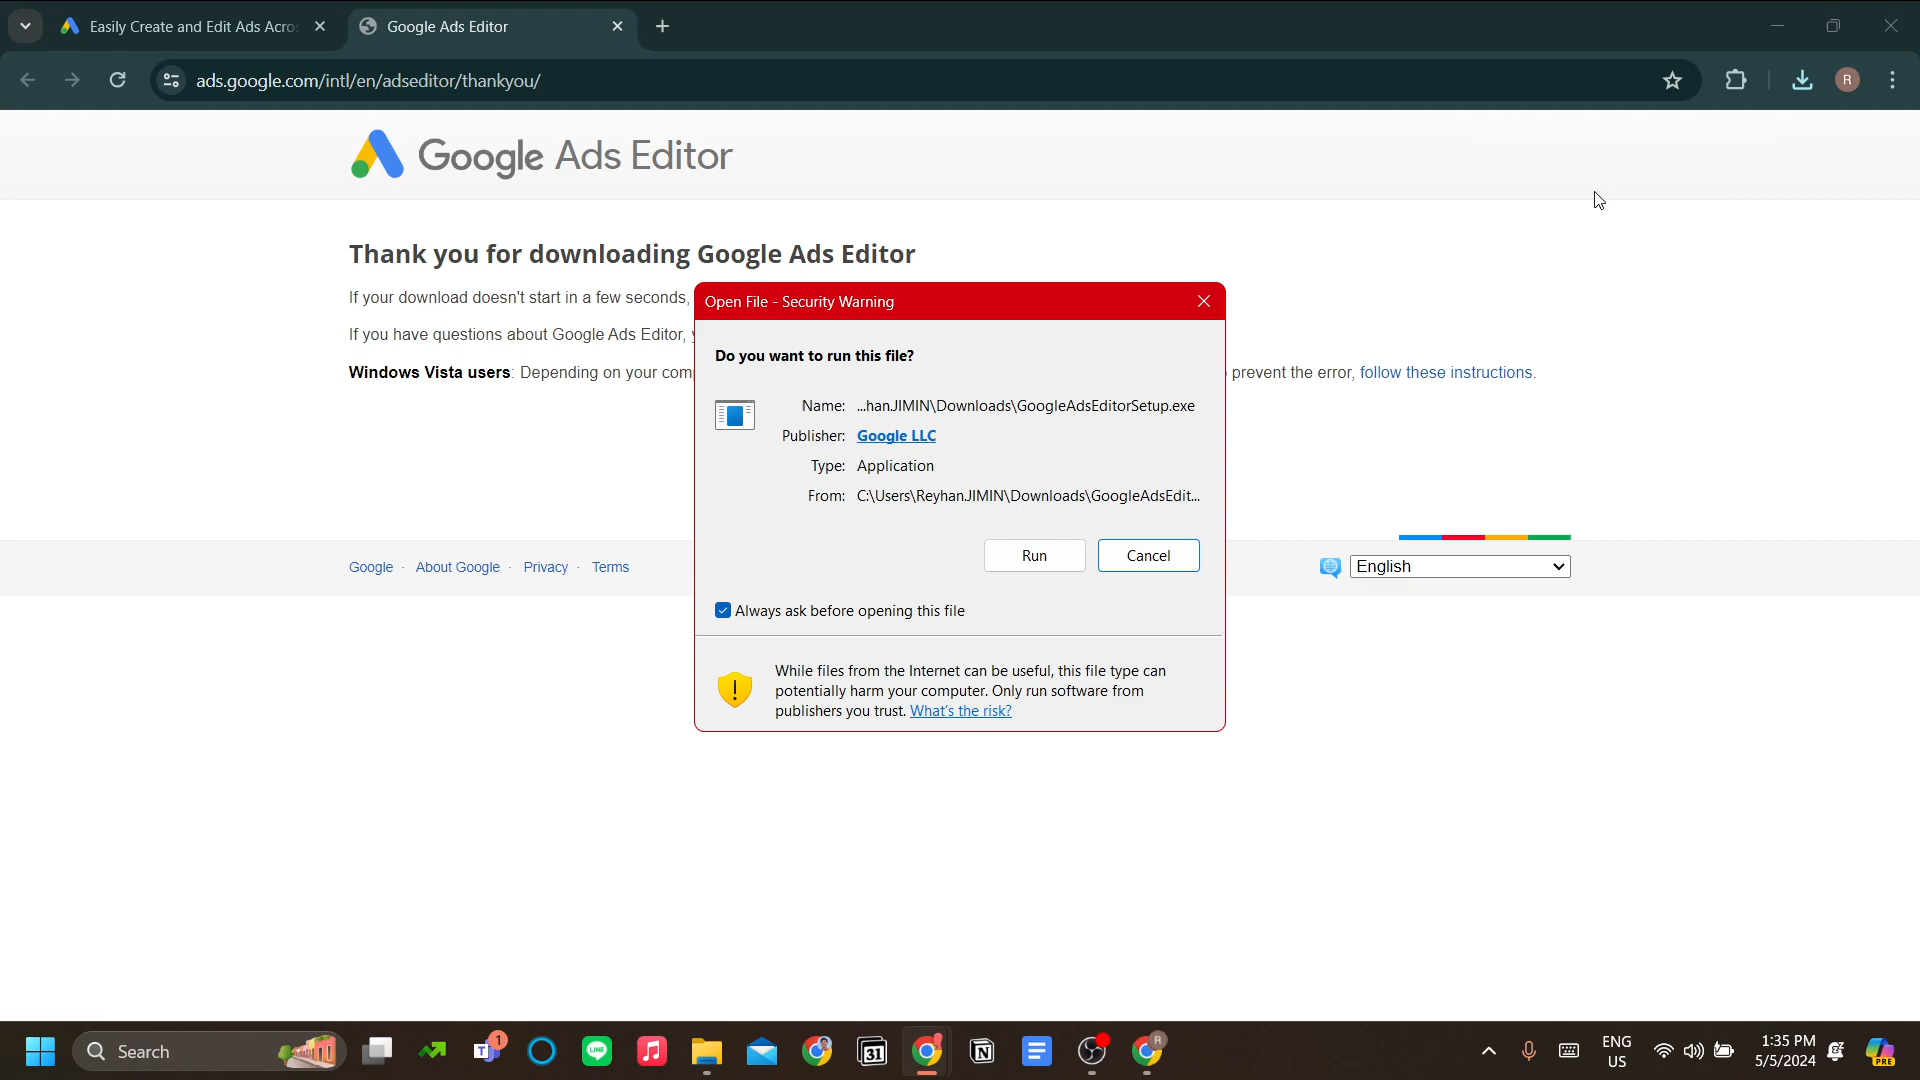 Easily Create and Edit Ads Acro
Google Ads Editor
ads.google.com/intl/en/adseditor/thankyou/
R
Google Ads Editor
Thank you for downloading Google Ads Editor
If your download doesn't start in a few seconds,
If you have questions about Google Ads Editor,
Windows Vista users: Depending on your com
prevent the error, follow these instructions.
Open File - Security Warning
Do you want to run this file?
Name: ...han.JIMIN\Downloads\GoogleAdsEditorSetup.exe
Publisher: Google LLC
Type: Application
From: C:\Users\Reyhan.JIMIN\Downloads\GoogleAdsEdit...
Run
Cancel
Always ask before opening this file
While files from the Internet can be useful, this file type can
potentially harm your computer. Only run software from
publishers you trust. What's the risk?
Google · About Google · Privacy · Terms
English
Search
1
LINE
31
R
ENG
US
1:35 PM
5/5/2024
PRE